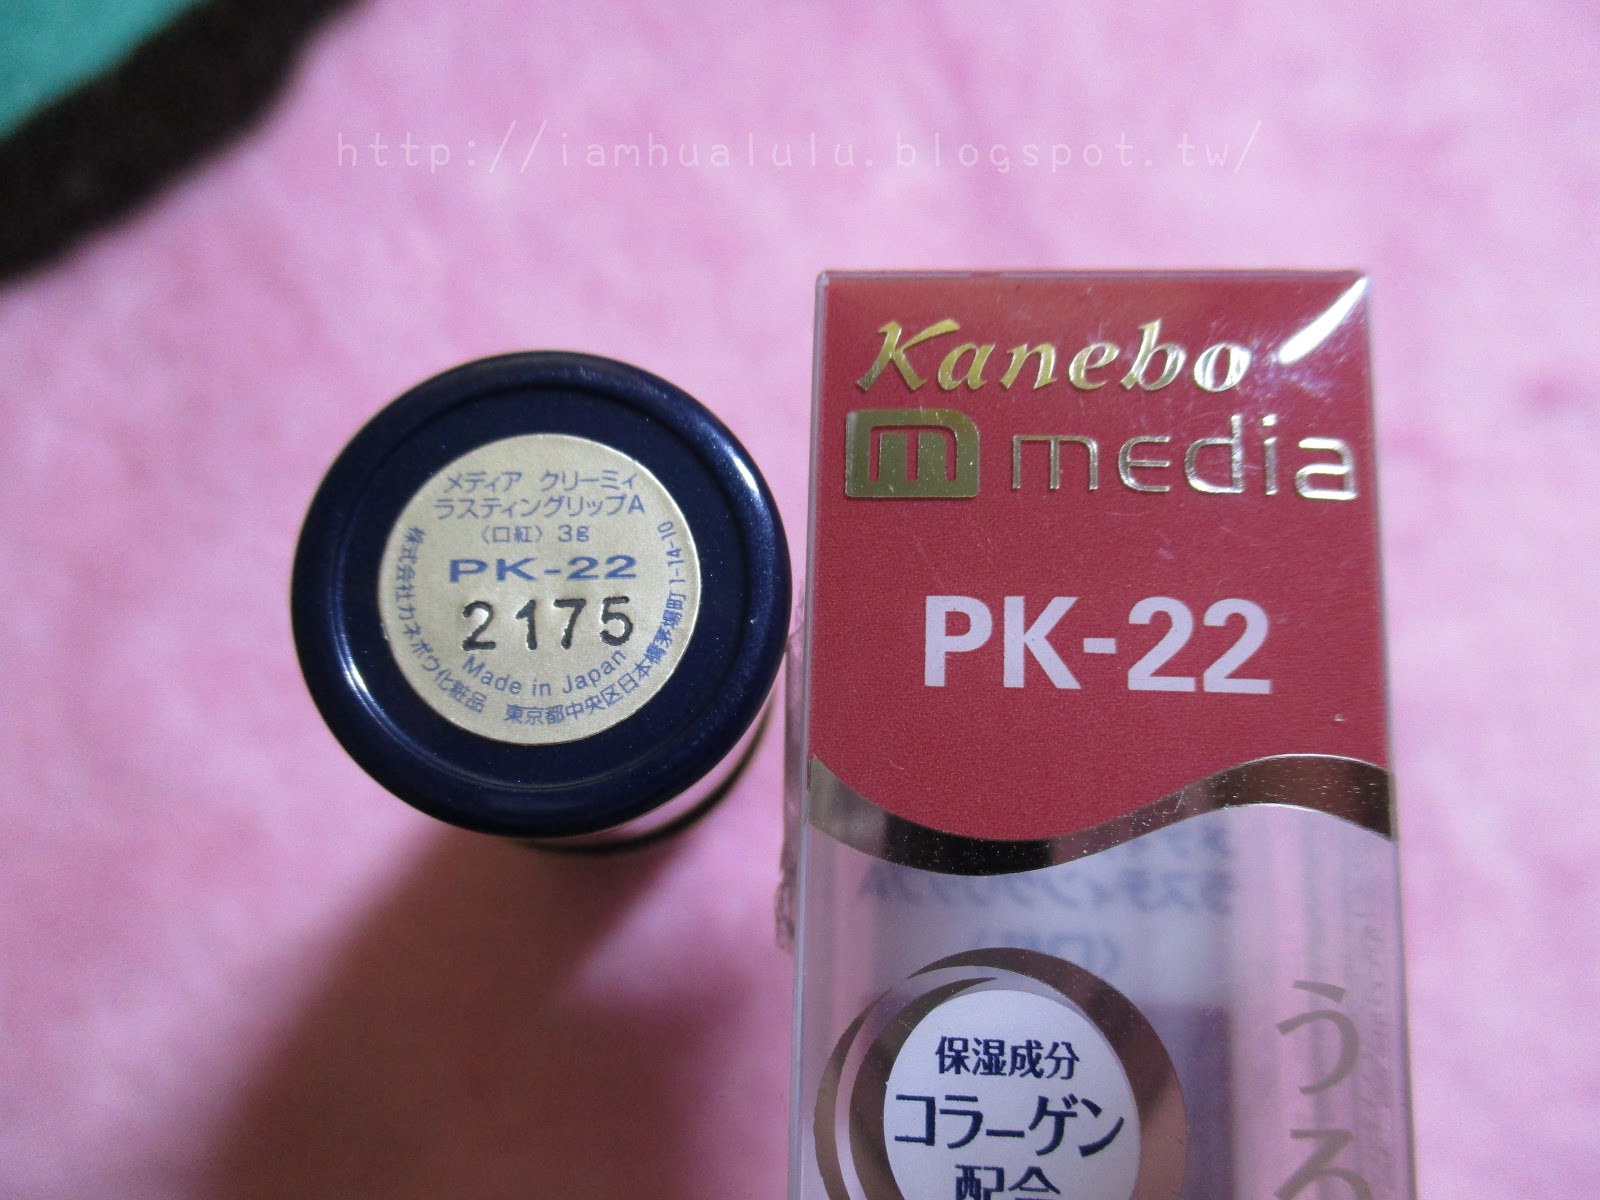 http://iamhualulu.blogspot.tw/
メディア クリーミィ
ラスティングリップA
〈口紅〉3g
PK-22
2175
Made in Japan
株式会社カネボウ化粧品 東京都中央区日本橋茅場町1-14-10
Kanebo
m media
PK-22
保湿成分
コラーゲン
配合
うる